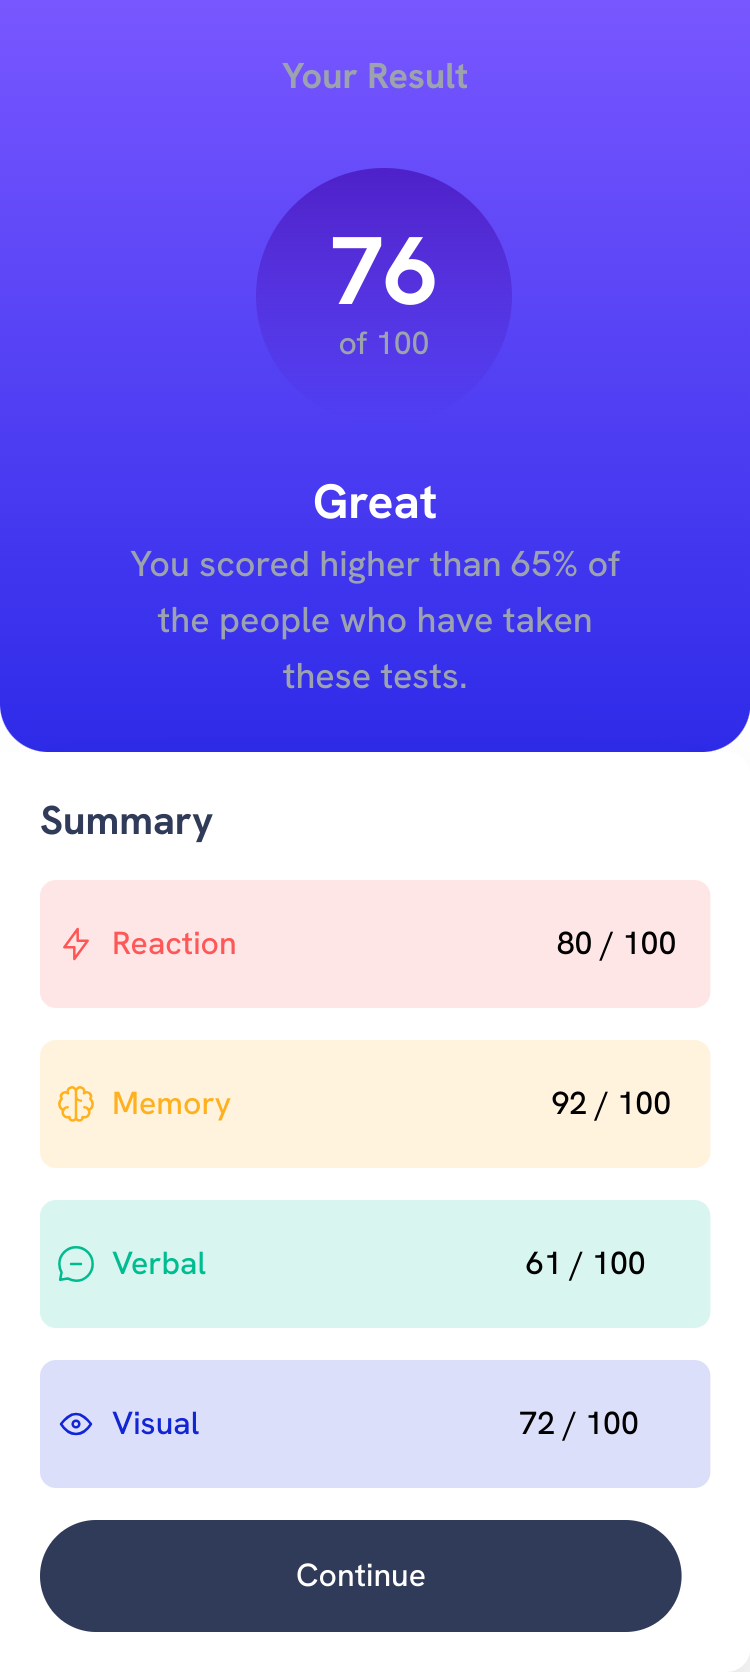 Your Result
76
of 100
Great
You scored higher than 65% of
the people who have taken
these tests.
Summary
Reaction 80 / 100
Memory 92 / 100
Verbal 61 / 100
Visual 72 / 100
Continue